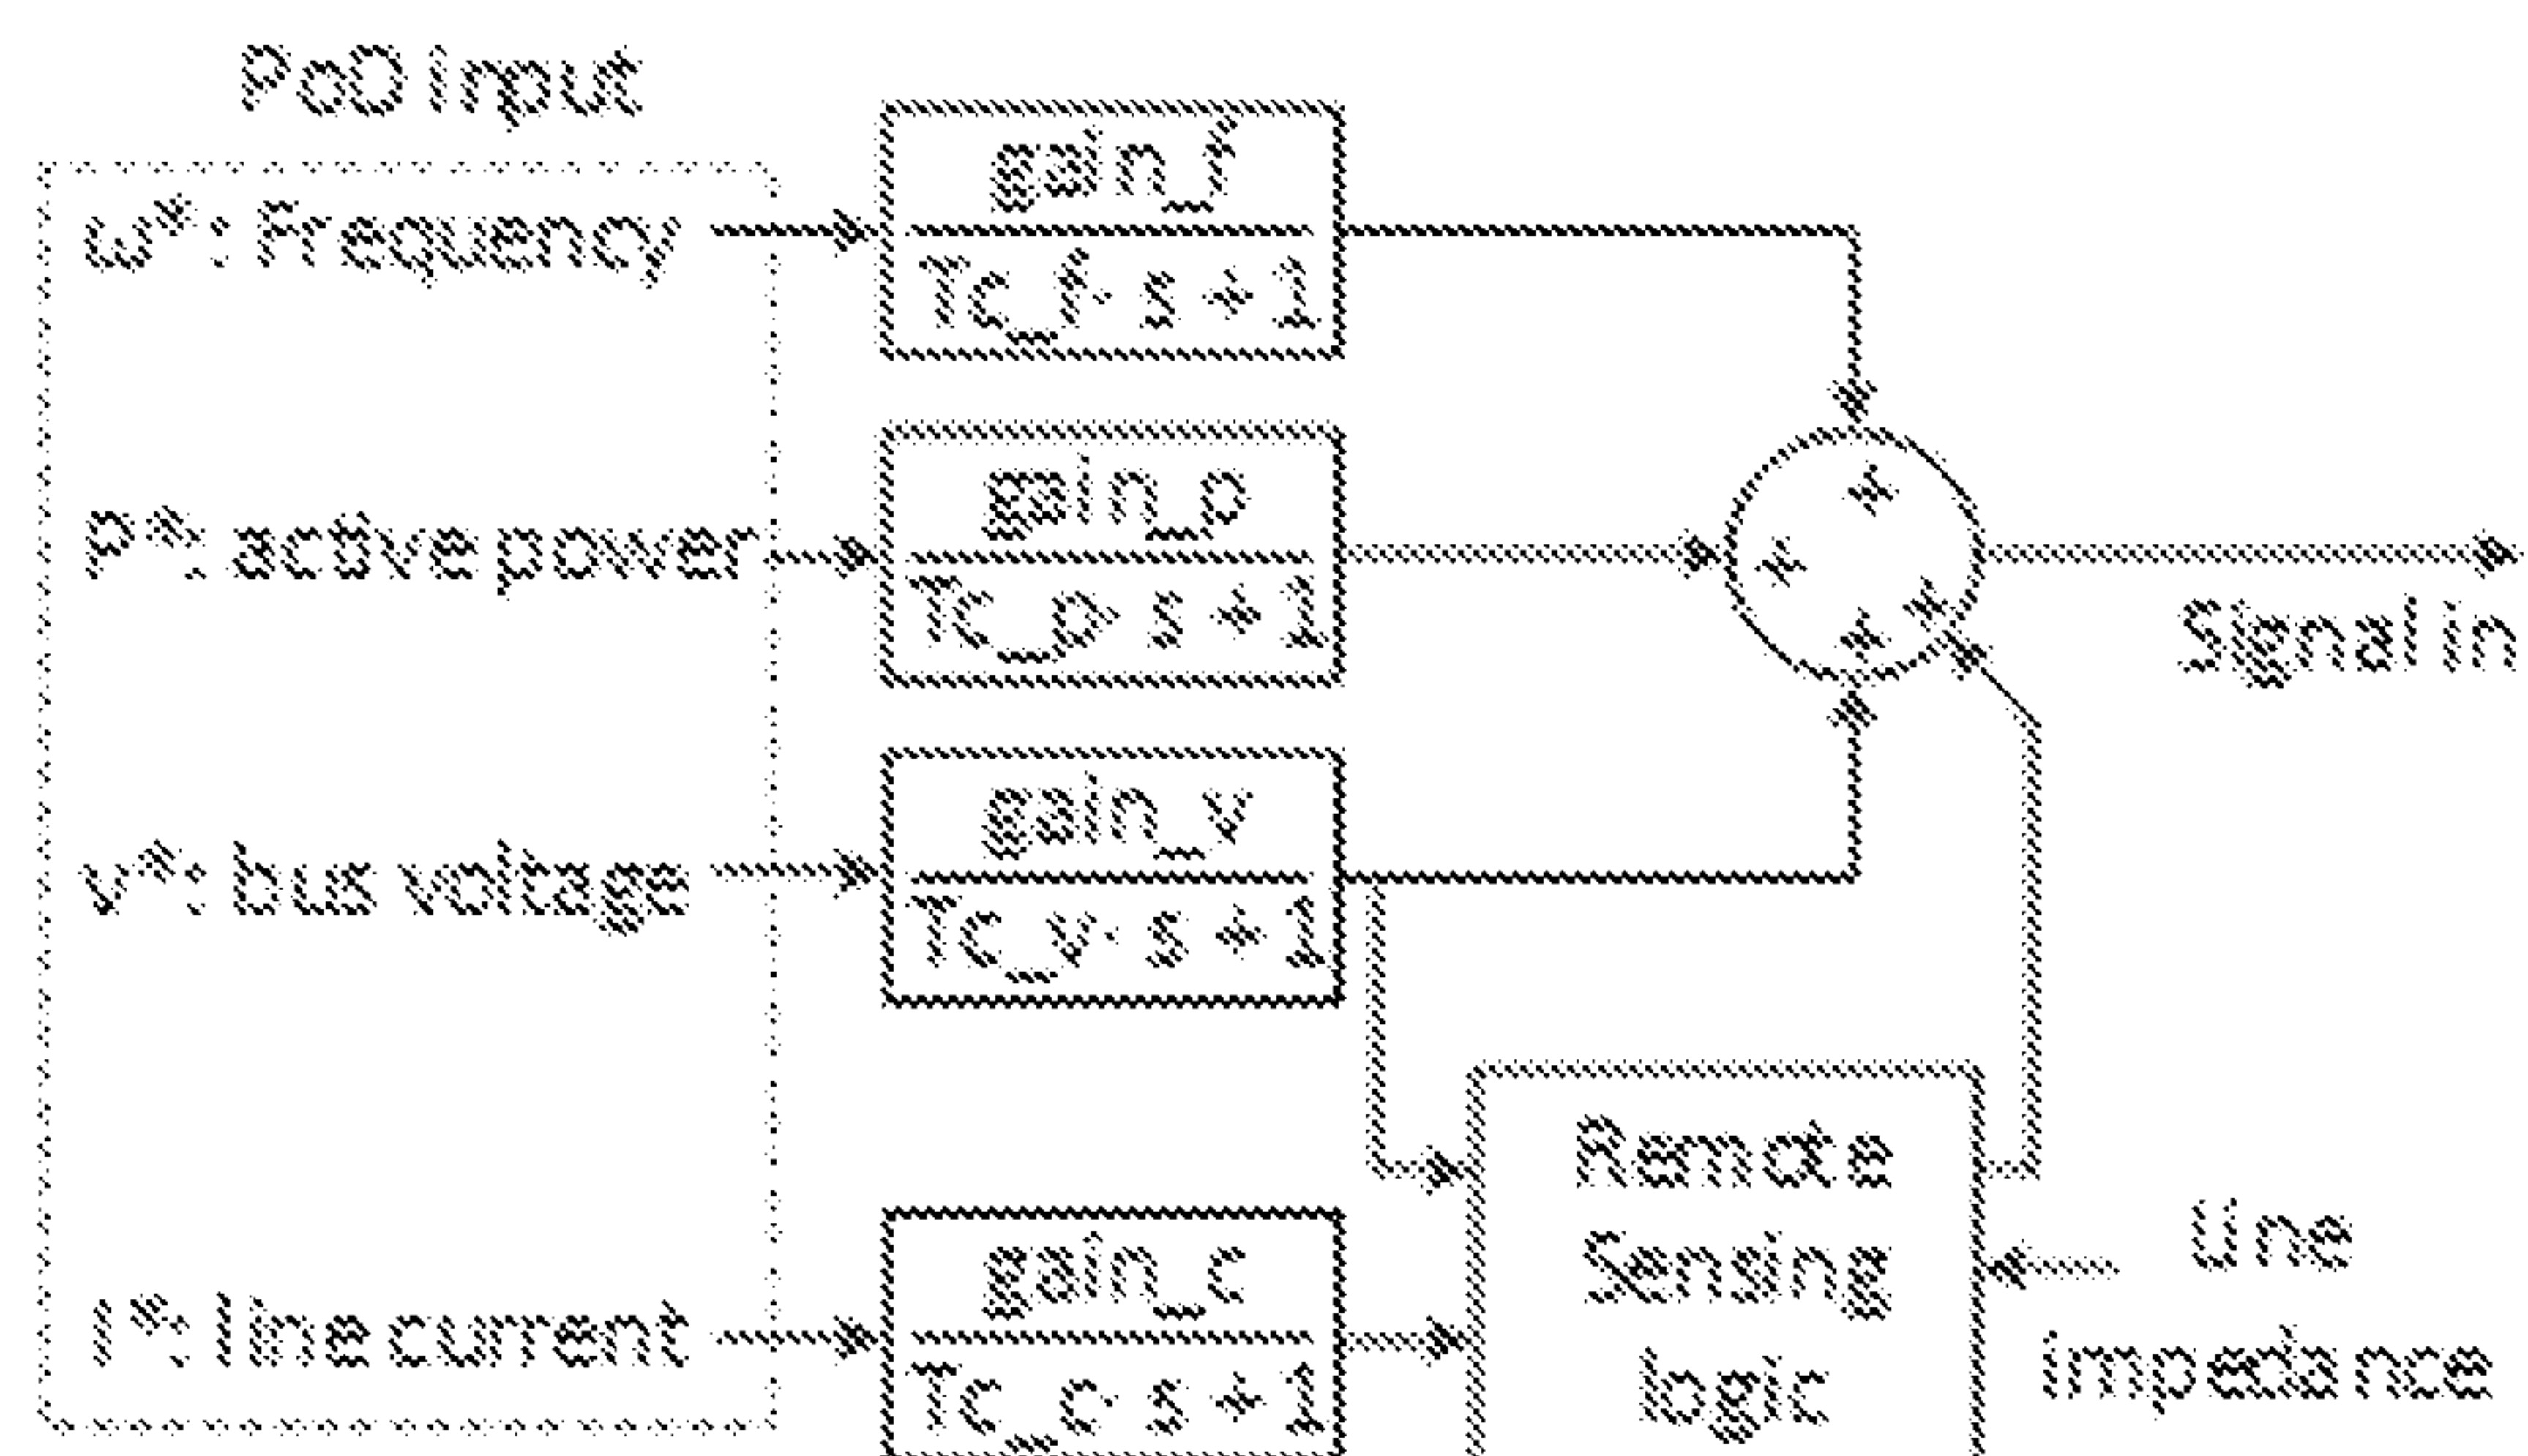 PoD input
ω*: Frequency
gain_f
Tc_f· s + 1
P*: active power
gain_p
Tc_p· s + 1
+
+
+
+
Signal in
v*: bus voltage
gain_v
Tc_v· s + 1
I*: line current
gain_c
Tc_c· s + 1
Remote
Sensing
logic
Line
impedance